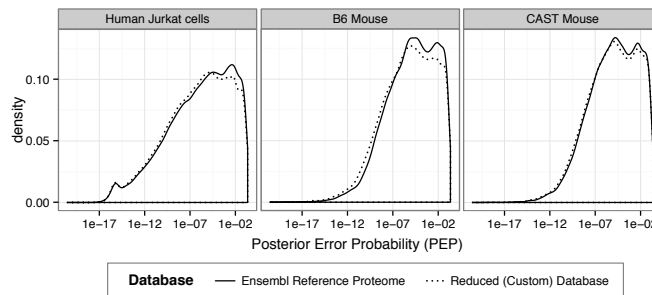 Human Jurkat cells
B6 Mouse
CAST Mouse
density
0.10
0.05
0.00
1e-17 1e-12 1e-07 1e-02
1e-17 1e-12 1e-07 1e-02
1e-17 1e-12 1e-07 1e-02
Posterior Error Probability (PEP)
Database Ensembl Reference Proteome Reduced (Custom) Database